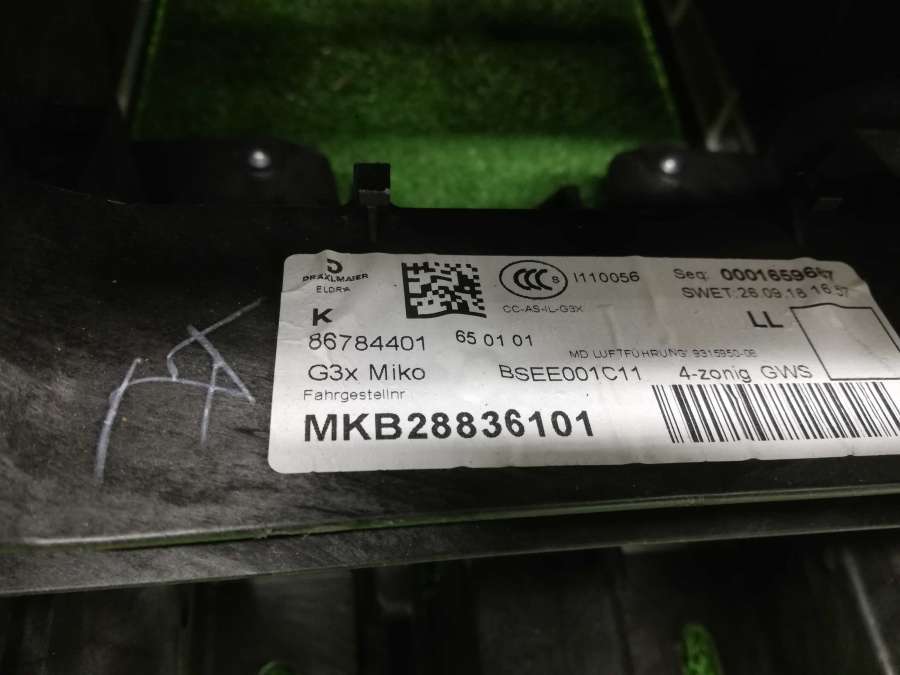 DRÄXLMAIER
ELDRA
K
86784401 65 01 01
G3x Miko
Fahrgestellnr
MKB28836101
CCC S I110056
CC-AS-IL-G3X
Seq:
SWET: 26.09.18 16:57
LL
MD LUFTFÜHRUNG: 9315950-06
BSEE001C11 4-zonig GWS